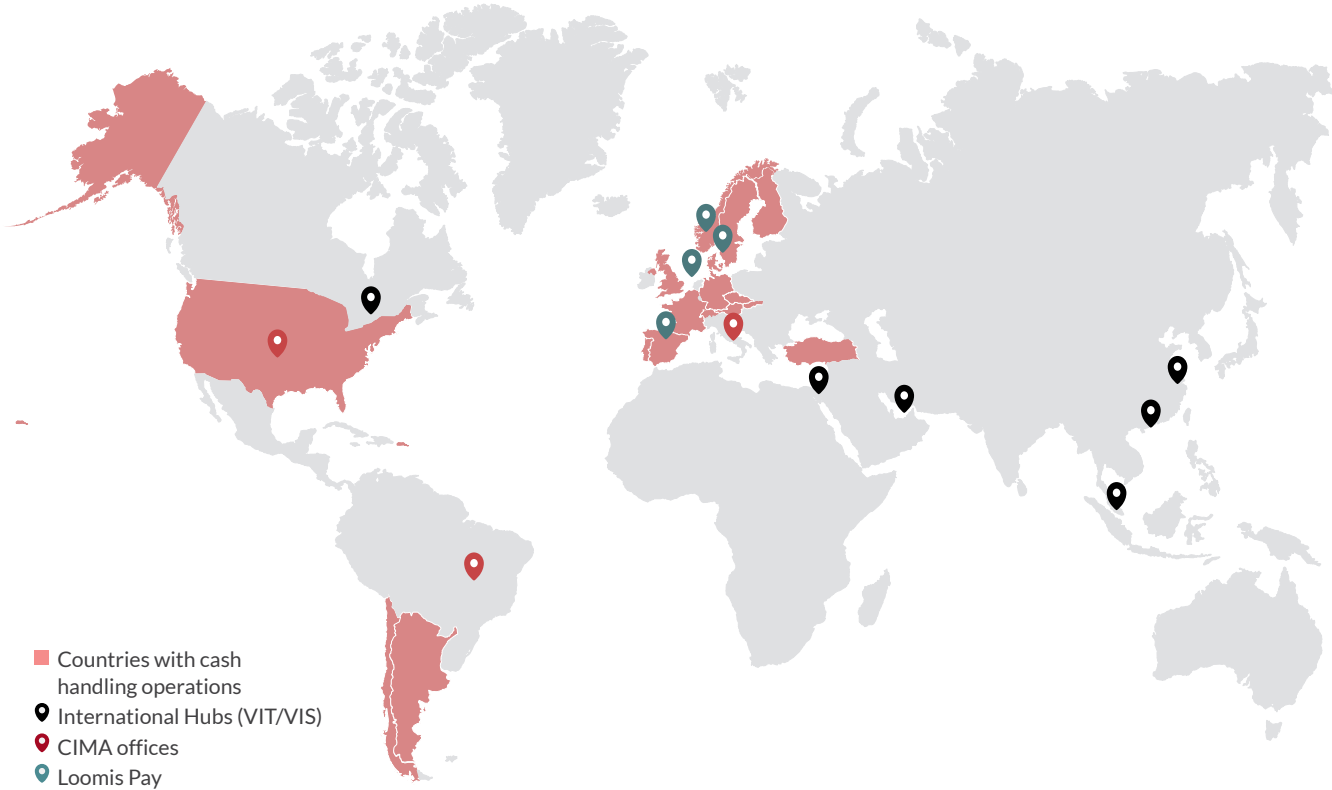 Countries with cash
handling operations
International Hubs (VIT/VIS)
CIMA offices
Loomis Pay